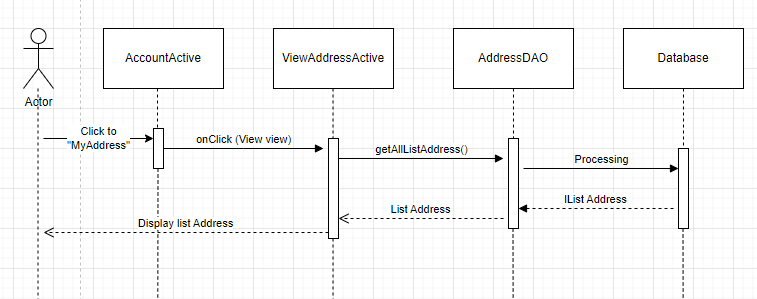 AccountActive
ViewAddressActive
AddressDAO
Database
Actor
Click to
"MyAddress"
onClick (View view)
getAllListAddress()
Processing
IList Address
List Address
Display list Address